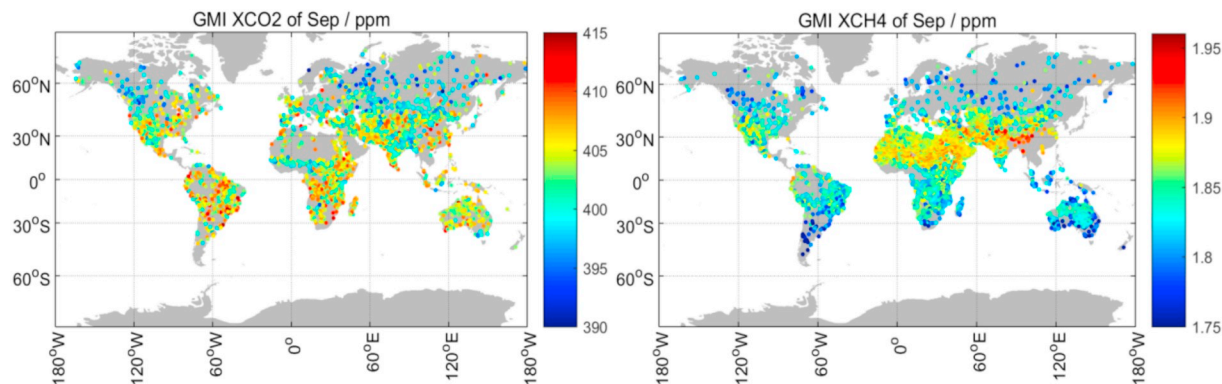 GMI XCO2 of Sep / ppm
415
410
405
400
395
390
60°N
30°N
0°
30°S
60°S
180°W
120°W
60°W
0°
60°E
120°E
180°W
GMI XCH4 of Sep / ppm
1.95
1.9
1.85
1.8
1.75
60°N
30°N
0°
30°S
60°S
180°W
120°W
60°W
0°
60°E
120°E
180°W